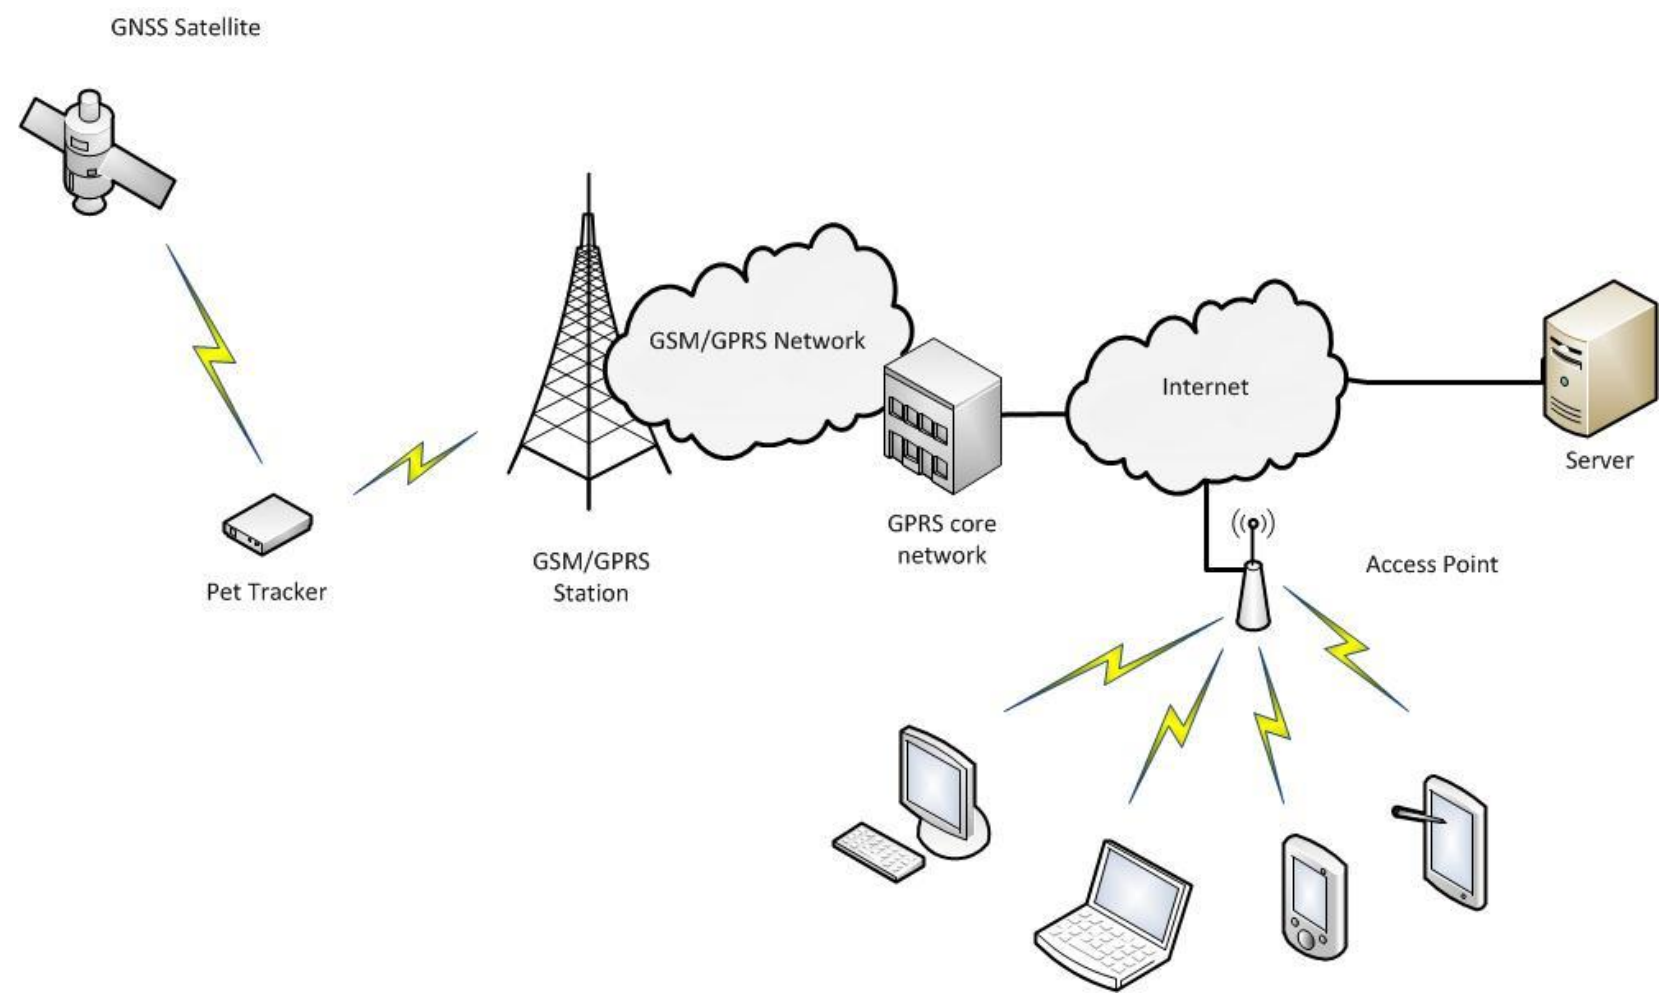 GNSS Satellite
GSM/GPRS Network
Internet
Server
GPRS core
network
GSM/GPRS
Station
Access Point
Pet Tracker